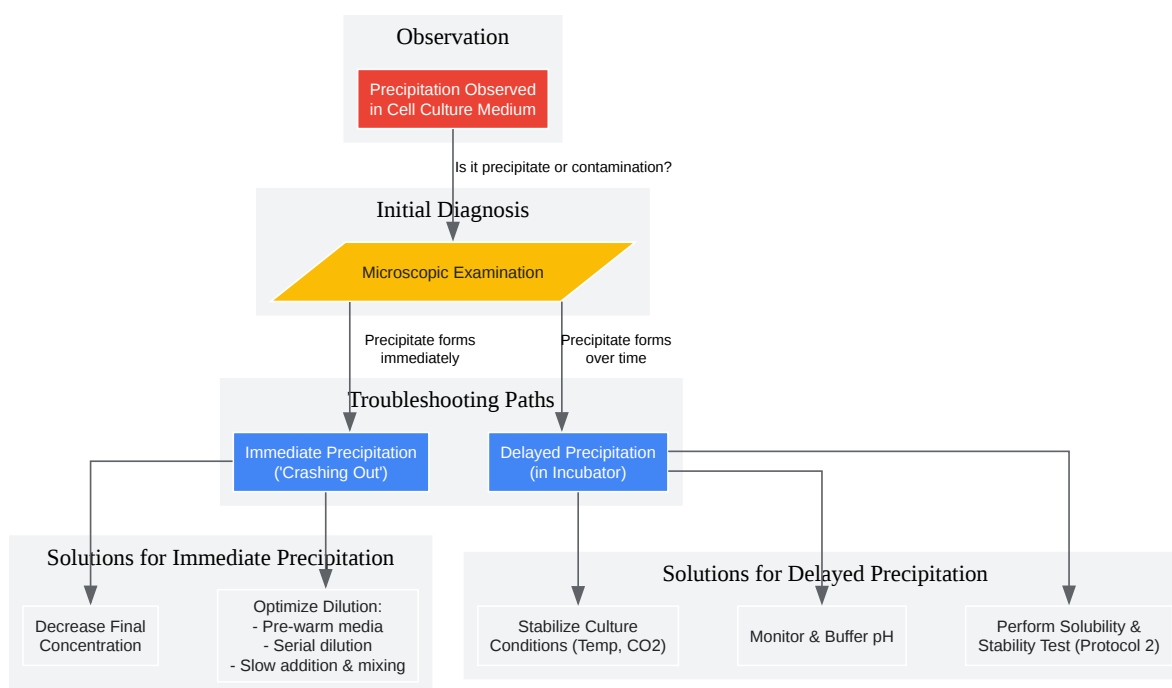 Observation
Precipitation Observed
in Cell Culture Medium
Is it precipitate or contamination?
Initial Diagnosis
Microscopic Examination
Precipitate forms
immediately
Precipitate forms
over time
Troubleshooting Paths
Immediate Precipitation
('Crashing Out')
Delayed Precipitation
(in Incubator)
Solutions for Immediate Precipitation
Decrease Final
Concentration
Optimize Dilution:
- Pre-warm media
- Serial dilution
- Slow addition & mixing
Solutions for Delayed Precipitation
Stabilize Culture
Conditions (Temp, CO2)
Monitor & Buffer pH
Perform Solubility &
Stability Test (Protocol 2)